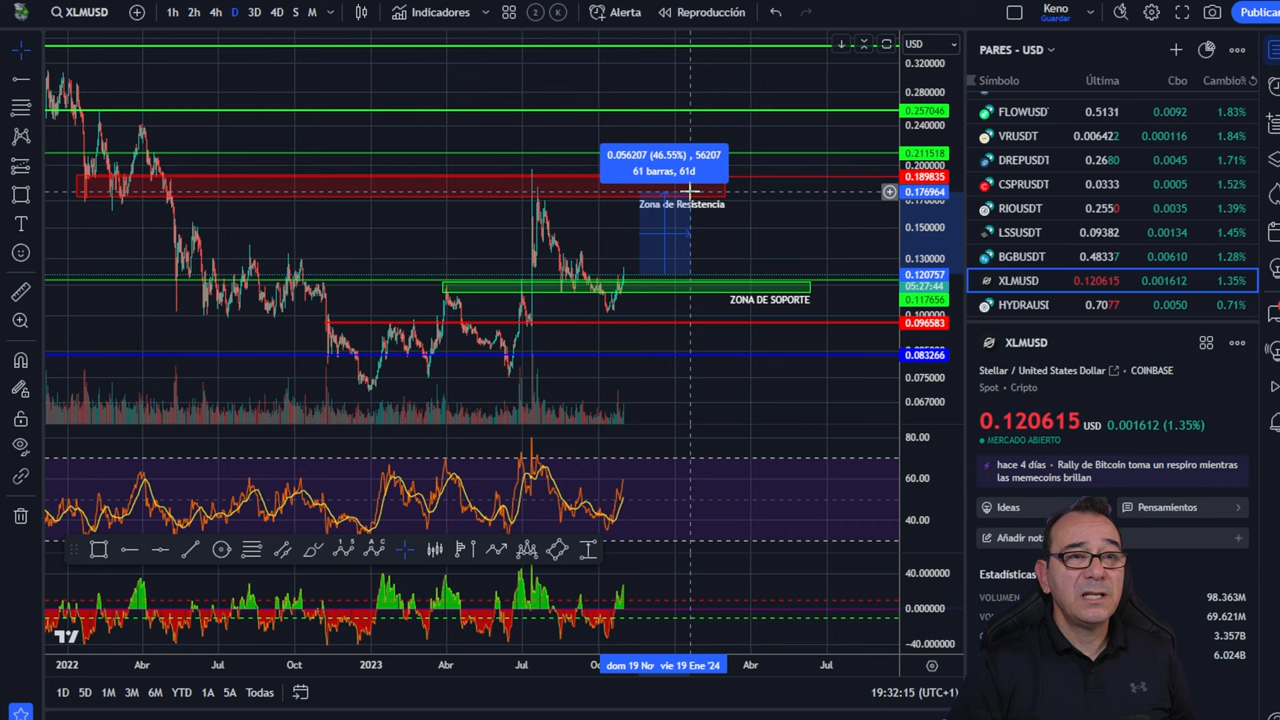 XLMUSD
1h 2h 4h D 3D 4D S M
Indicadores
2
K
Alerta
Reproducción
Keno
Guardar
Publicar
USD
0.320000
0.280000
0.257046
0.240000
0.211518
0.200000
0.189835
0.176964
0.170000
0.150000
0.130000
0.120757
05:27:44
0.117656
0.100000
0.096583
0.083266
0.075000
0.067000
80.00
60.00
40.00
40.000000
0.000000
−40.000000
0.056207 (46.55%) , 56207
61 barras, 61d
Zona de Resistencia
ZONA DE SOPORTE
2022 Abr Jul Oct 2023 Abr Jul
dom 19 Nov
vie 19 Ene '24
Abr Jul
1D 5D 1M 3M 6M YTD 1A 5A Todas
19:32:15 (UTC+1)
PARES - USD
Símbolo Última Cbo Cambio%
FLOWUSDT 0.5131 0.0092 1.83%
VRUSDT 0.006422 0.000116 1.84%
DREPUSDT 0.2680 0.0045 1.71%
CSPRUSDT 0.0333 0.0005 1.35%
RIOUSDT 0.2550 0.0035 1.39%
LSSUSDT 0.09382 0.00134 1.45%
BGBUSDT 0.48337 0.00610 1.28%
XLMUSD 0.120615 0.001612 1.35%
HYDRAUSI 0.7077 0.0050 0.71%
XLMUSD
Stellar / United States Dollar • COINBASE
Spot • Cripto
0.120615 USD 0.001612 (1.35%)
MERCADO ABIERTO
hace 4 días • Rally de Bitcoin toma un respiro mientras
las memecoins brillan
Ideas
Pensamientos
Añadir not
Estadísticas
VOLUMEN 98.363M
69.621M
3.357B
6.024B